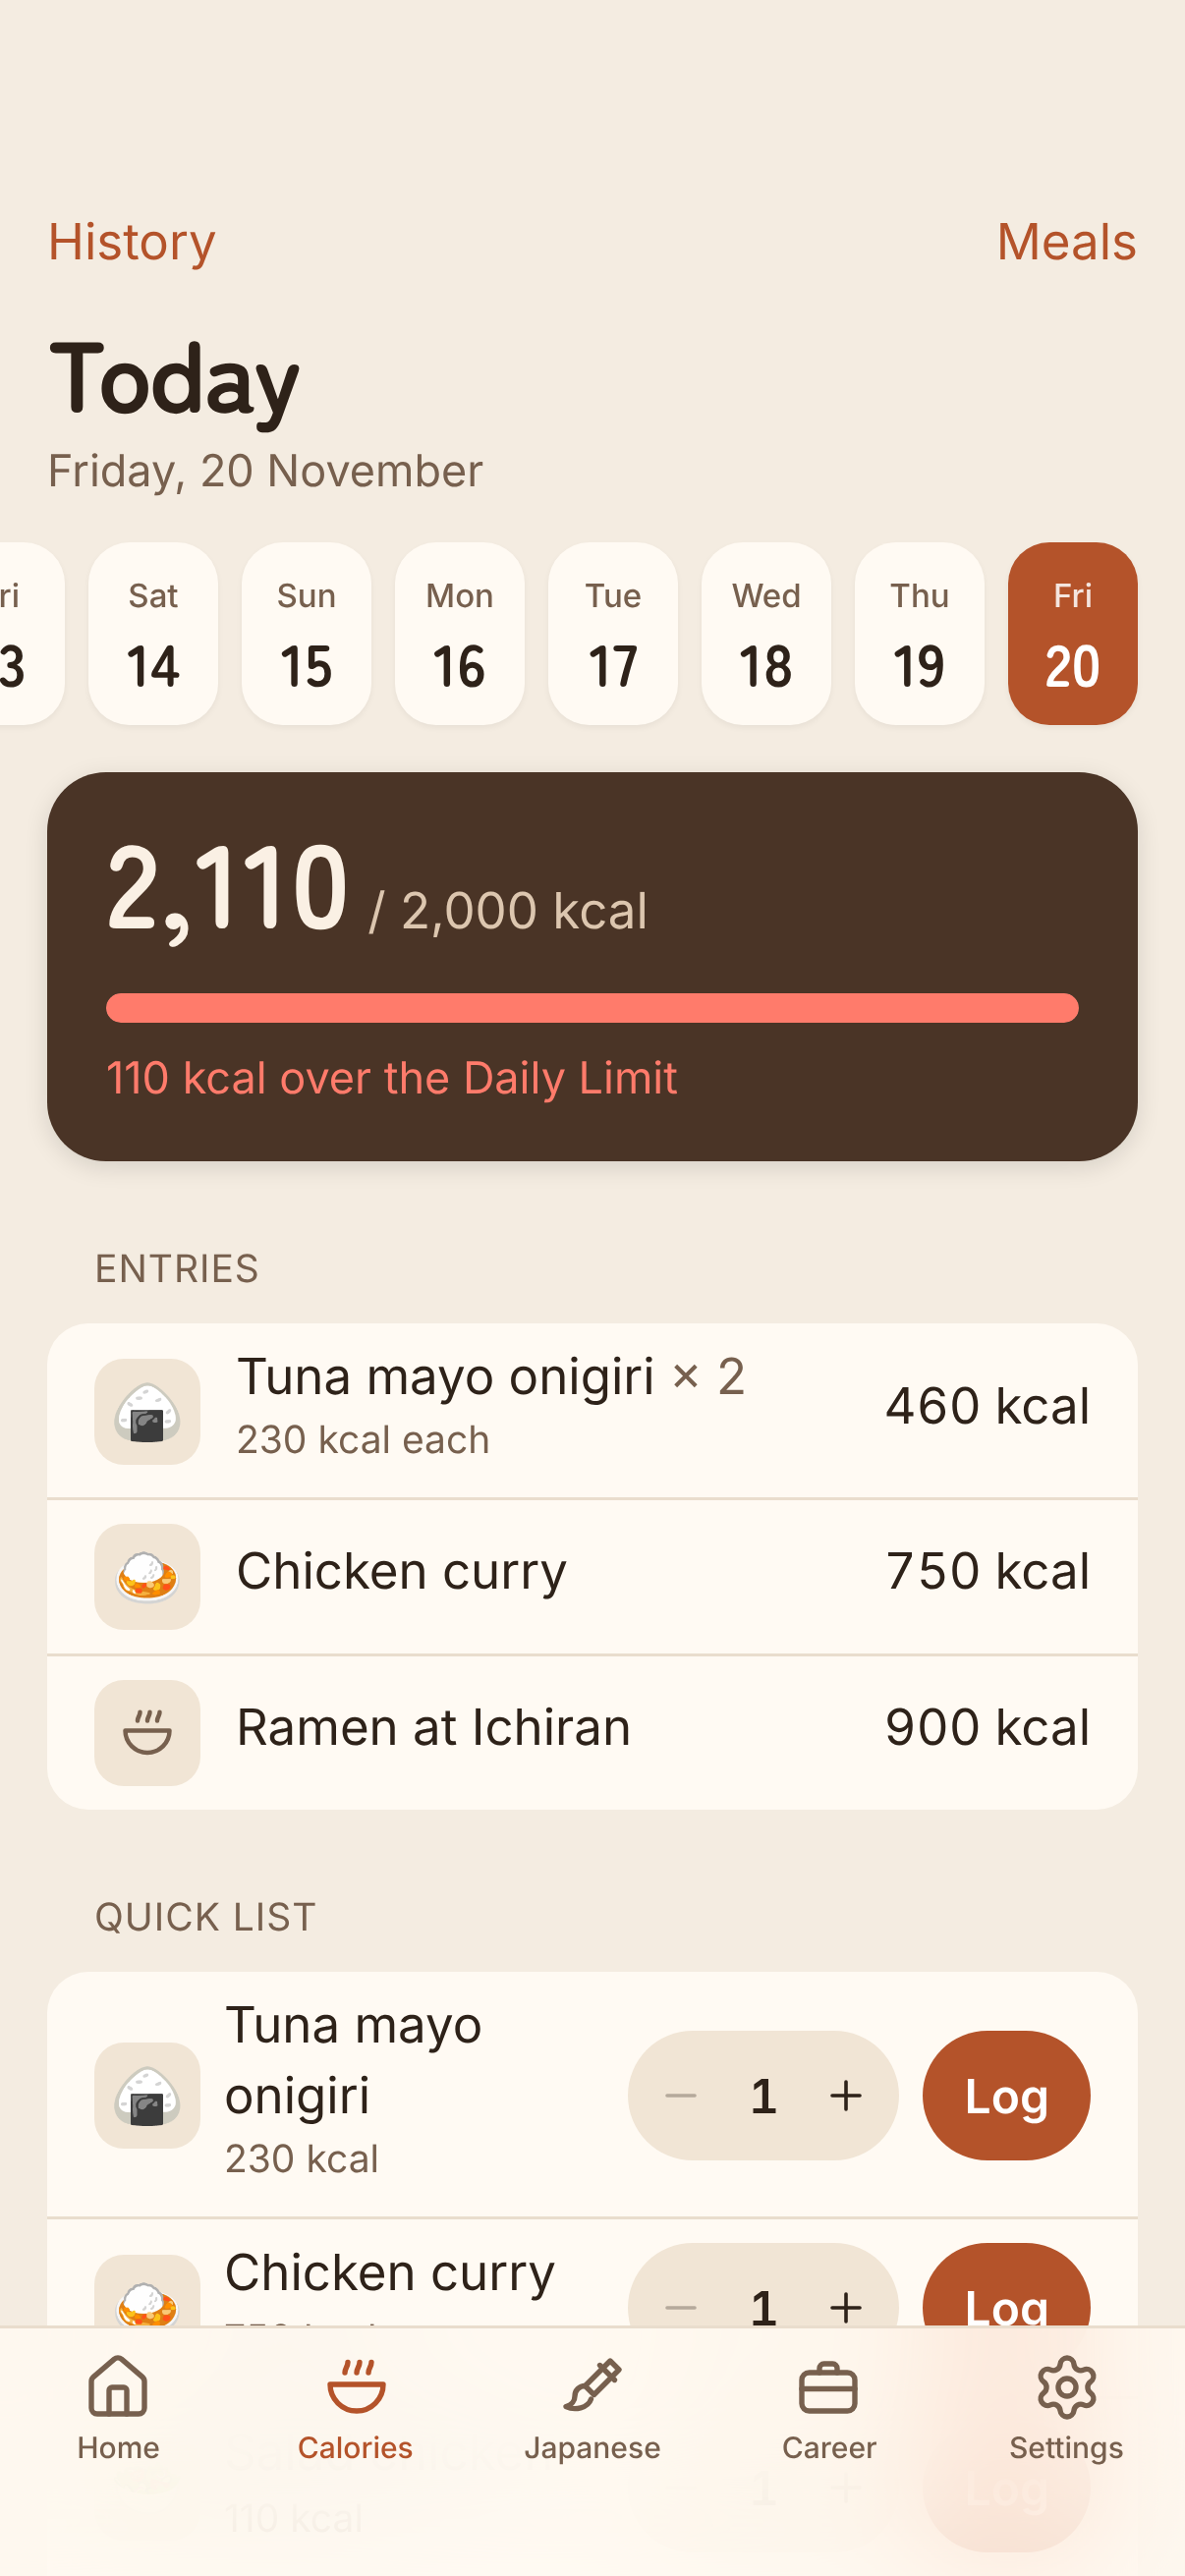 History
Meals
Today
Friday, 20 November
ri
3
Sat
14
Sun
15
Mon
16
Tue
17
Wed
18
Thu
19
Fri
20
2,110 / 2,000 kcal
110 kcal over the Daily Limit
ENTRIES
Tuna mayo onigiri × 2
230 kcal each
460 kcal
Chicken curry
750 kcal
Ramen at Ichiran
900 kcal
QUICK LIST
Tuna mayo
onigiri
230 kcal
− 1 +
Log
Chicken curry
− 1 +
Log
Home
Calories
Japanese
Career
Settings
110 kcal
1 +
Log